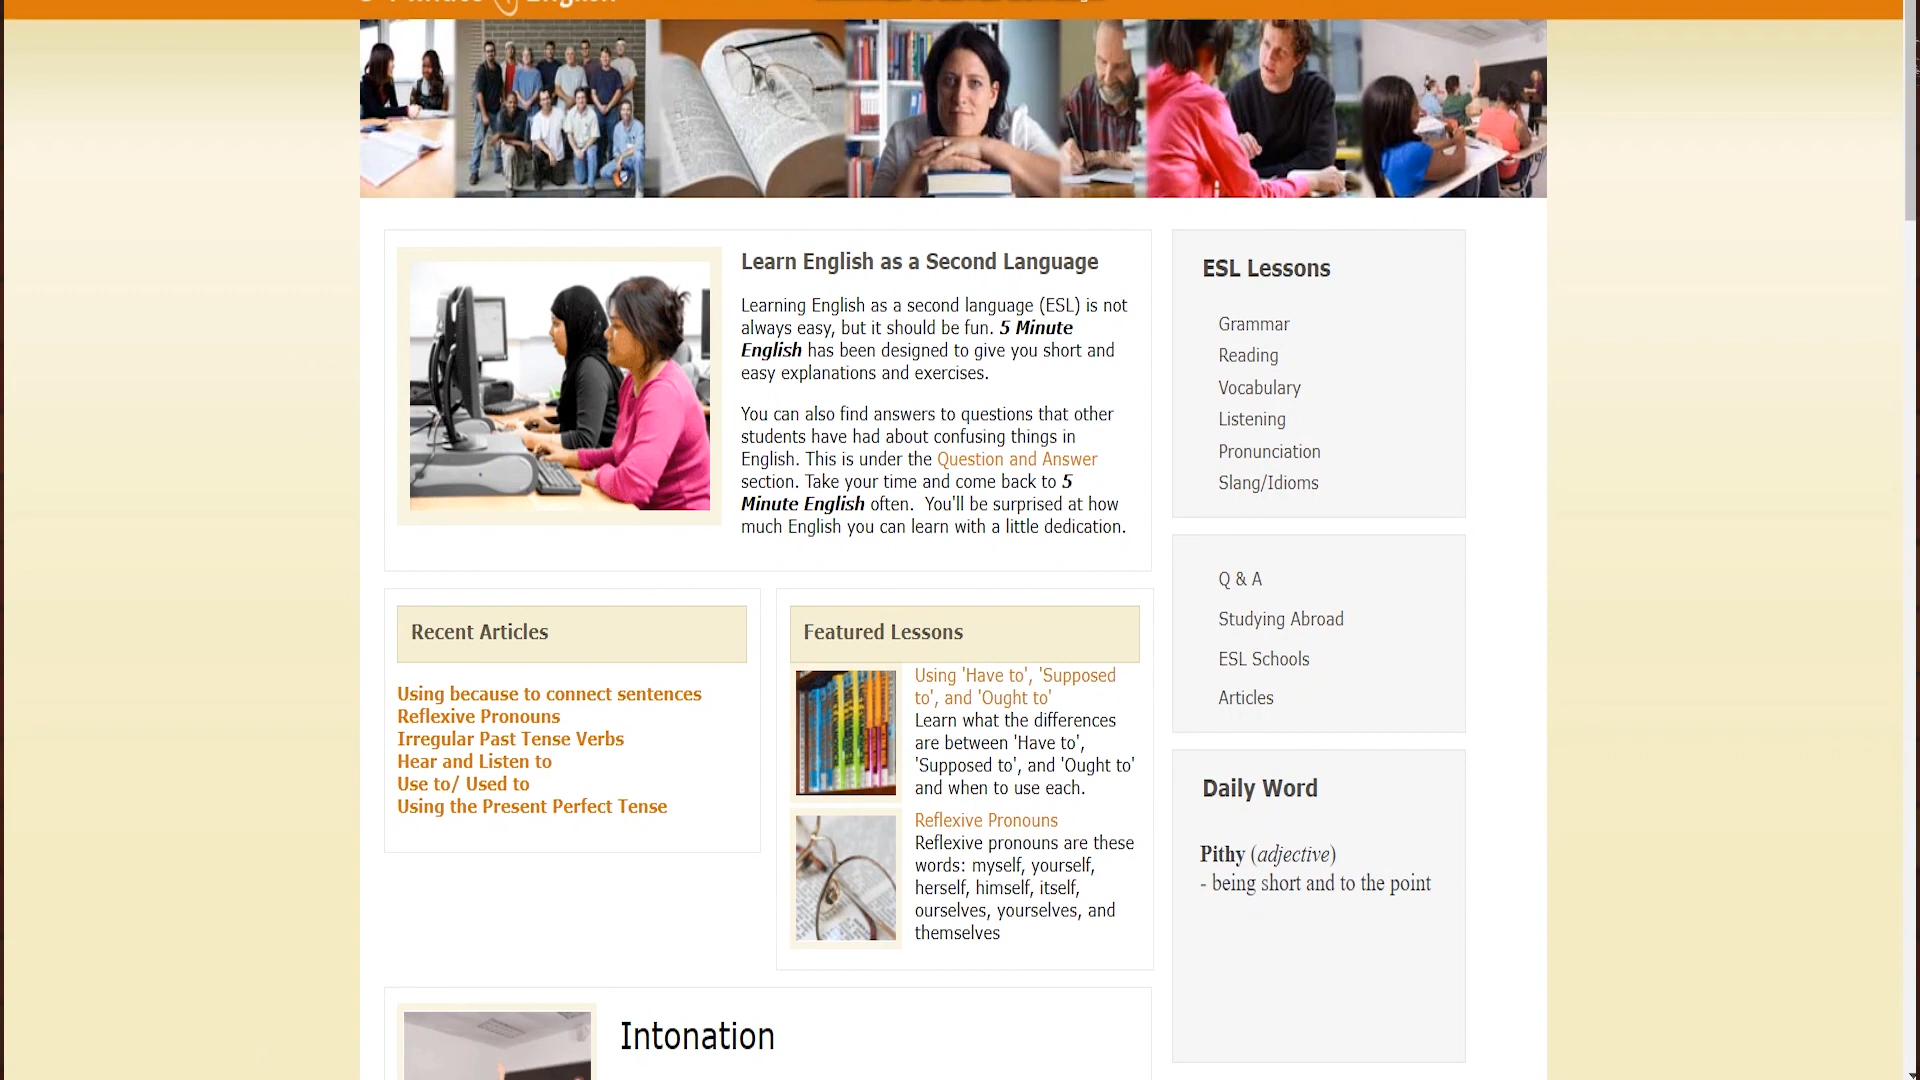 Learn English as a Second Language
Learning English as a second language (ESL) is not
always easy, but it should be fun. 5 Minute
English has been designed to give you short and
easy explanations and exercises.
You can also find answers to questions that other
students have had about confusing things in
English. This is under the Question and Answer
section. Take your time and come back to 5
Minute English often. You'll be surprised at how
much English you can learn with a little dedication.
Recent Articles
Using because to connect sentences
Reflexive Pronouns
Irregular Past Tense Verbs
Hear and Listen to
Use to/ Used to
Using the Present Perfect Tense
Featured Lessons
Using 'Have to', 'Supposed
to', and 'Ought to'
Learn what the differences
are between 'Have to',
'Supposed to', and 'Ought to'
and when to use each.
Reflexive Pronouns
Reflexive pronouns are these
words: myself, yourself,
herself, himself, itself,
ourselves, yourselves, and
themselves
Intonation
ESL Lessons
Grammar
Reading
Vocabulary
Listening
Pronunciation
Slang/Idioms
Q & A
Studying Abroad
ESL Schools
Articles
Daily Word
Pithy (adjective)
- being short and to the point